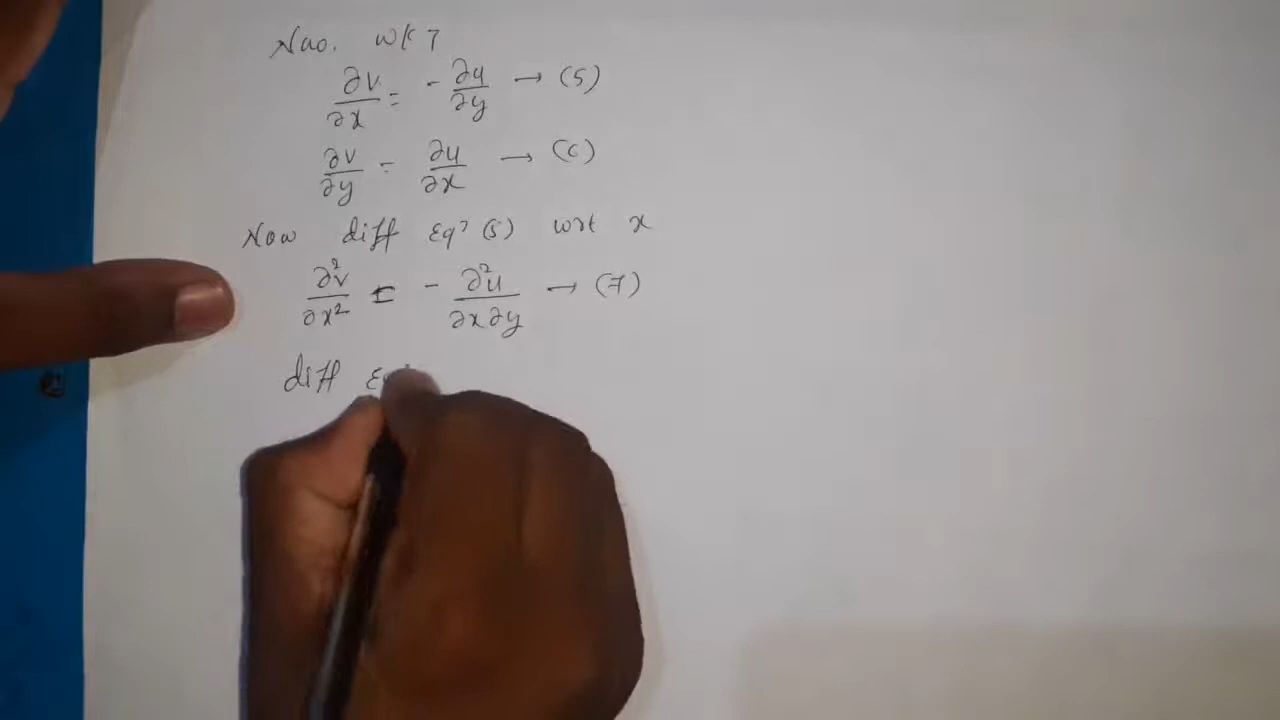 Now. WKT
∂v/∂x = - ∂u/∂y → (5)
∂v/∂y = ∂u/∂x → (6)
Now diff Eqn (5) wrt x
∂²v/∂x² = - ∂²u/∂x∂y → (7)
diff